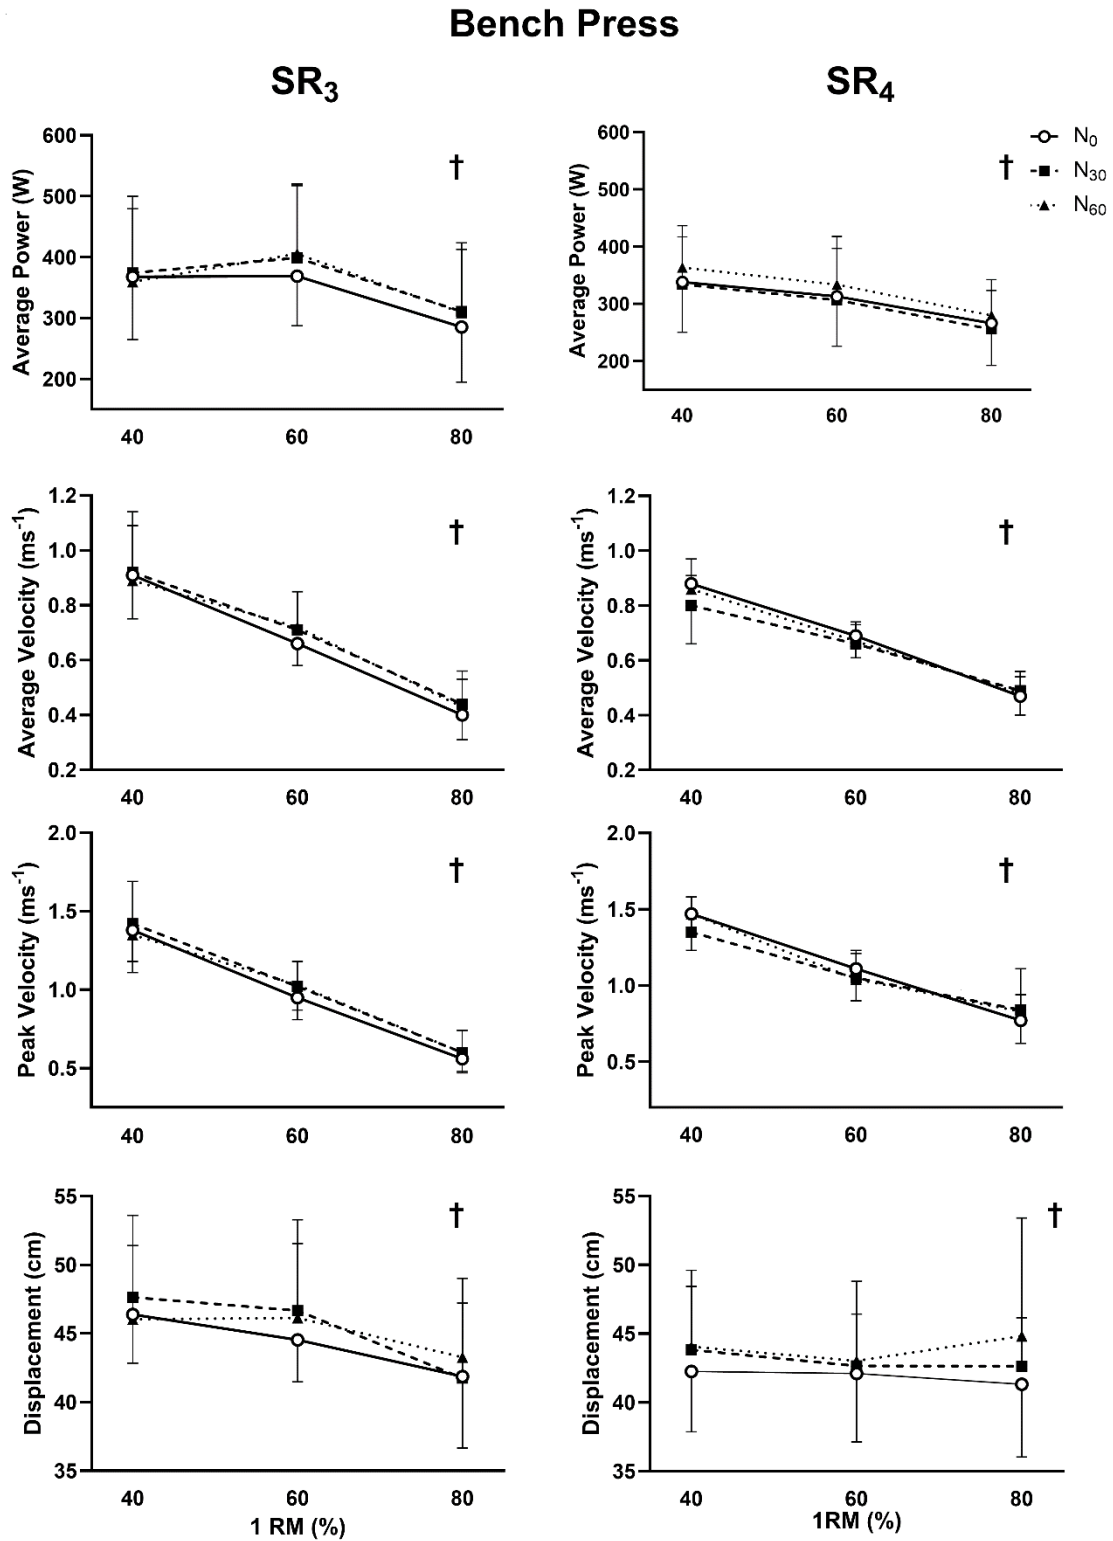 Bench Press
SR₃
SR₄
600
500
400
300
200
Average Power (W)
40 60 80
†
600
500
400
300
200
Average Power (W)
40 60 80
†
N₀
N₃₀
N₆₀
1.2
1.0
0.8
0.6
0.4
0.2
Average Velocity (ms⁻¹)
40 60 80
†
1.2
1.0
0.8
0.6
0.4
0.2
Average Velocity (ms⁻¹)
40 60 80
†
2.0
1.5
1.0
0.5
Peak Velocity (ms⁻¹)
40 60 80
†
2.0
1.5
1.0
0.5
Peak Velocity (ms⁻¹)
40 60 80
†
55
50
45
40
35
Displacement (cm)
40 60 80
1 RM (%)
†
55
50
45
40
35
Displacement (cm)
40 60 80
1RM (%)
†